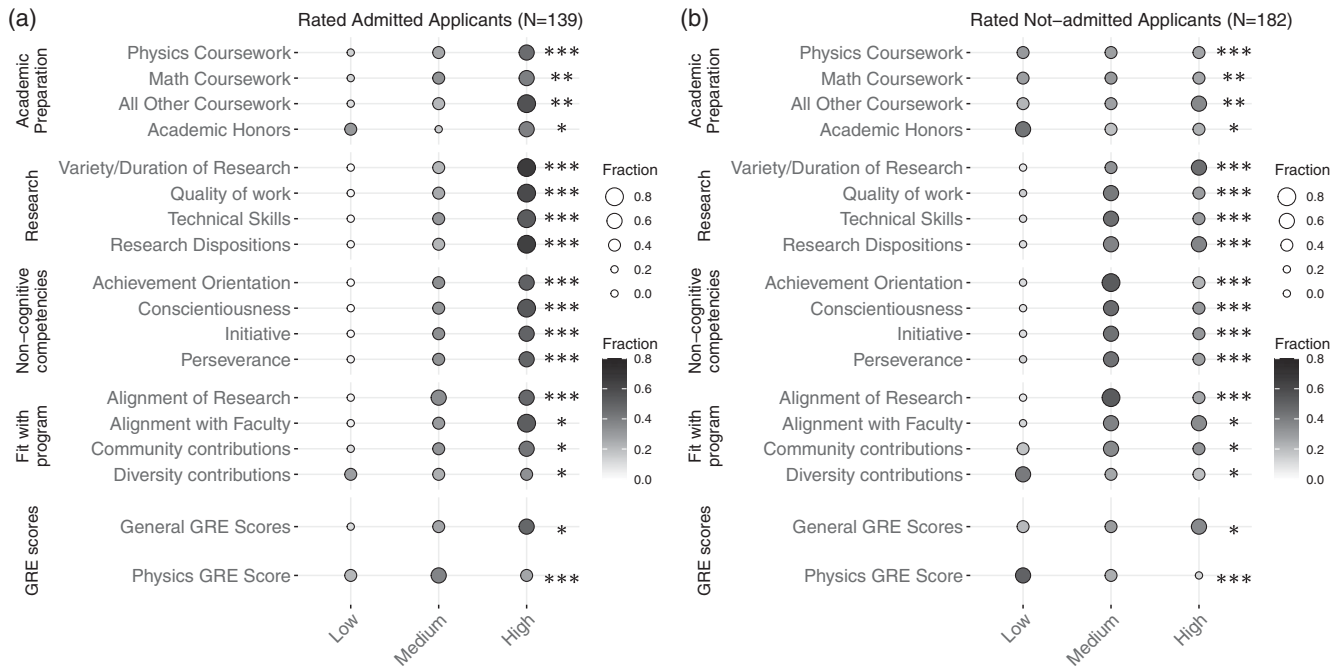 (a)
Rated Admitted Applicants (N=139)
Academic
Preparation
Physics Coursework ***
Math Coursework **
All Other Coursework **
Academic Honors *
Research
Variety/Duration of Research ***
Quality of work ***
Technical Skills ***
Research Dispositions ***
Non-cognitive
competencies
Achievement Orientation ***
Conscientiousness ***
Initiative ***
Perseverance ***
Fit with
program
Alignment of Research ***
Alignment with Faculty *
Community contributions *
Diversity contributions *
GRE scores
General GRE Scores *
Physics GRE Score ***
Low
Medium
High
Fraction
0.8
0.6
0.4
0.2
0.0
Fraction
0.8
0.6
0.4
0.2
0.0
(b)
Rated Not-admitted Applicants (N=182)
Academic
Preparation
Physics Coursework ***
Math Coursework **
All Other Coursework **
Academic Honors *
Research
Variety/Duration of Research ***
Quality of work ***
Technical Skills ***
Research Dispositions ***
Non-cognitive
competencies
Achievement Orientation ***
Conscientiousness ***
Initiative ***
Perseverance ***
Fit with
program
Alignment of Research ***
Alignment with Faculty *
Community contributions *
Diversity contributions *
GRE scores
General GRE Scores *
Physics GRE Score ***
Low
Medium
High
Fraction
0.8
0.6
0.4
0.2
0.0
Fraction
0.8
0.6
0.4
0.2
0.0